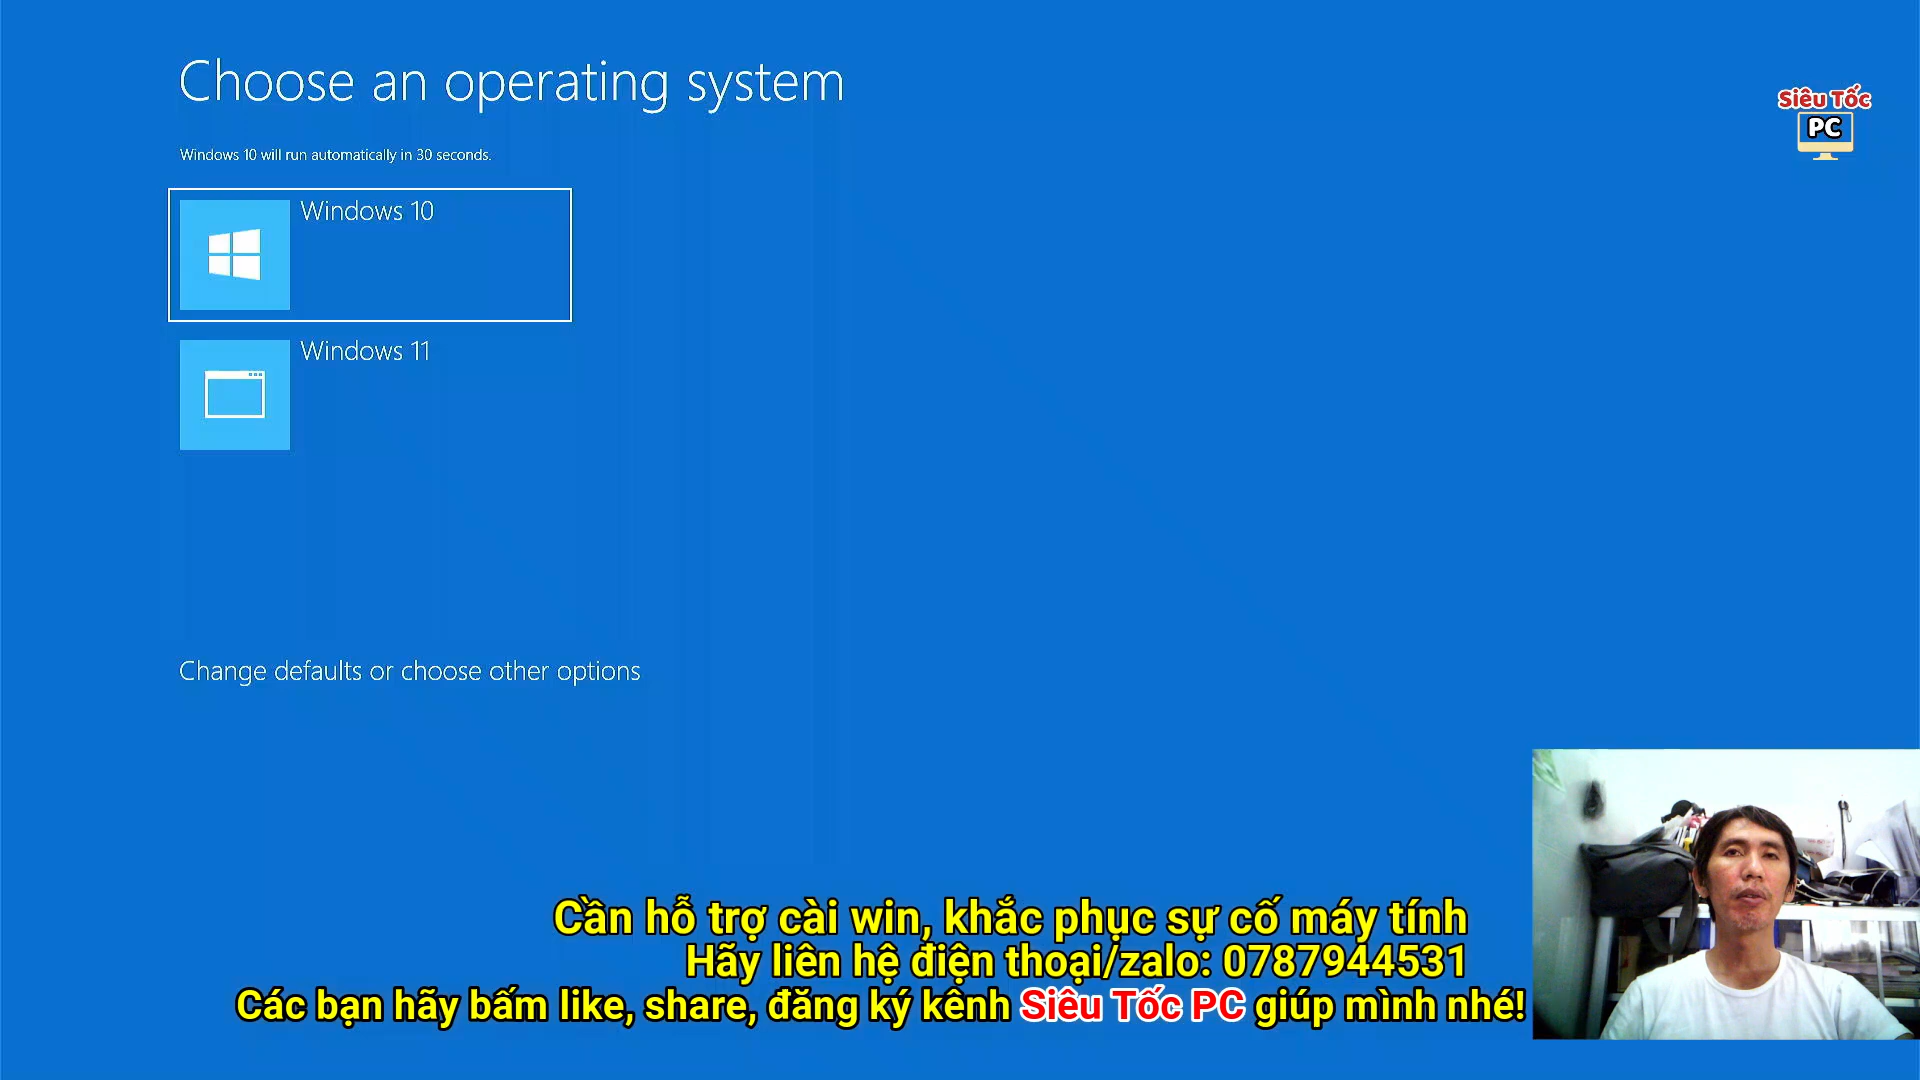 Choose an operating system
Siêu Tốc
PC
Windows 10 will run automatically in 30 seconds.
Windows 10
Windows 11
Change defaults or choose other options
Cần hỗ trợ cài win, khắc phục sự cố máy tính
Hãy liên hệ điện thoại/zalo: 0787944531
Các bạn hãy bấm like, share, đăng ký kênh Siêu Tốc PC giúp mình nhé!